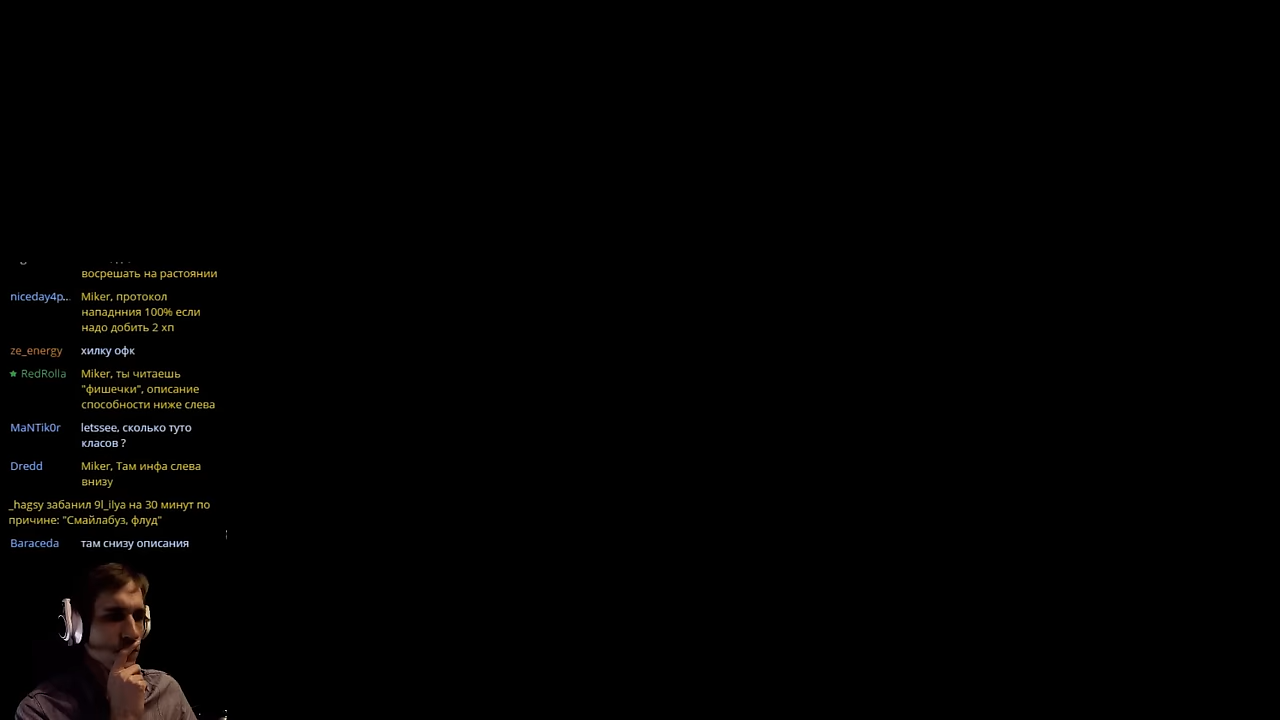 восрешать на растоянии
niceday4p... Miker, протокол
нападнния 100% если
надо добить 2 хп
ze_energy хилку офк
RedRolla Miker, ты читаешь
"фишечки", описание
способности ниже слева
MaNTik0r letssee, сколько туто
класов ?
Dredd Miker, Там инфа слева
внизу
_hagsy забанил 9l_ilya на 30 минут по
причине: "Смайлабуз, флуд"
Baraceda там снизу описания